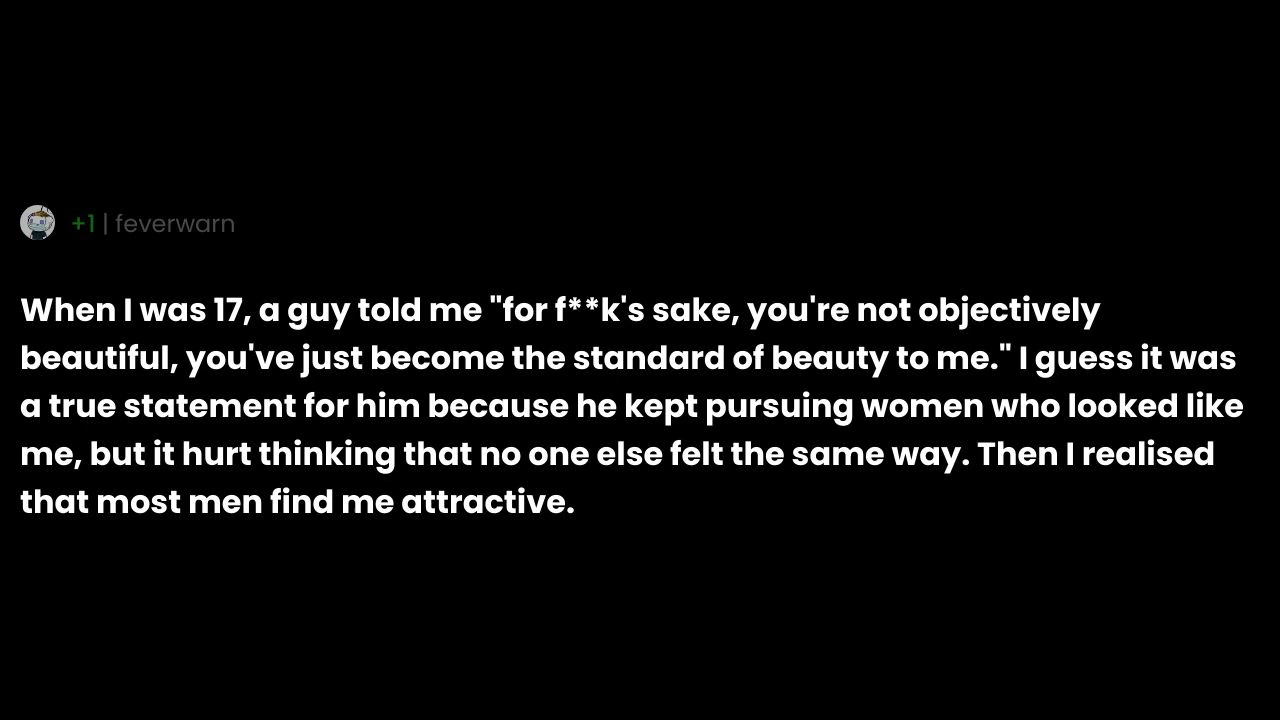 +1 | feverwarn
When I was 17, a guy told me "for f**k's sake, you're not objectively
beautiful, you've just become the standard of beauty to me." I guess it was
a true statement for him because he kept pursuing women who looked like
me, but it hurt thinking that no one else felt the same way. Then I realised
that most men find me attractive.